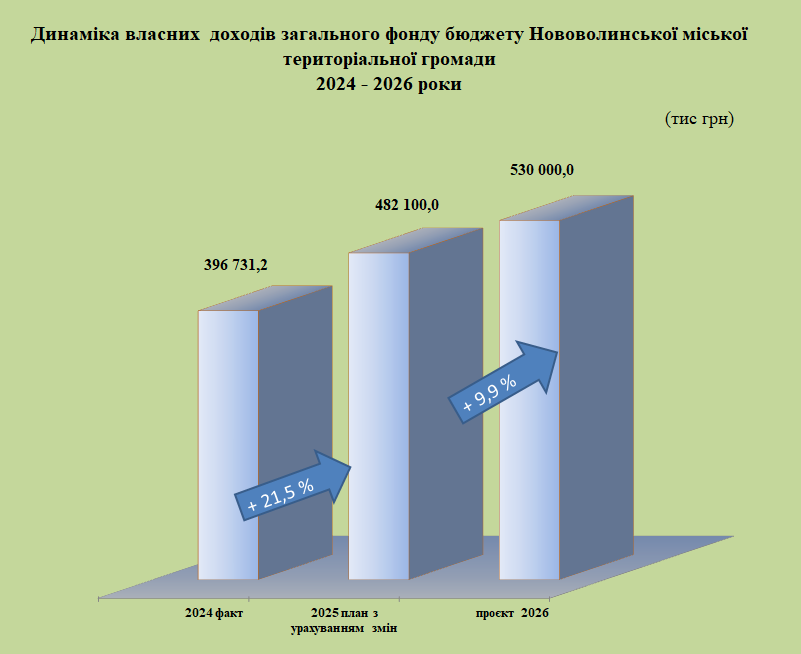 Динаміка власних доходів загального фонду бюджету Нововолинської міської
територіальної громади
2024 - 2026 роки
(тис грн)
530 000,0
482 100,0
396 731,2
+ 9,9 %
+ 21,5 %
2024 факт
2025 план з
урахуванням змін
проєкт 2026